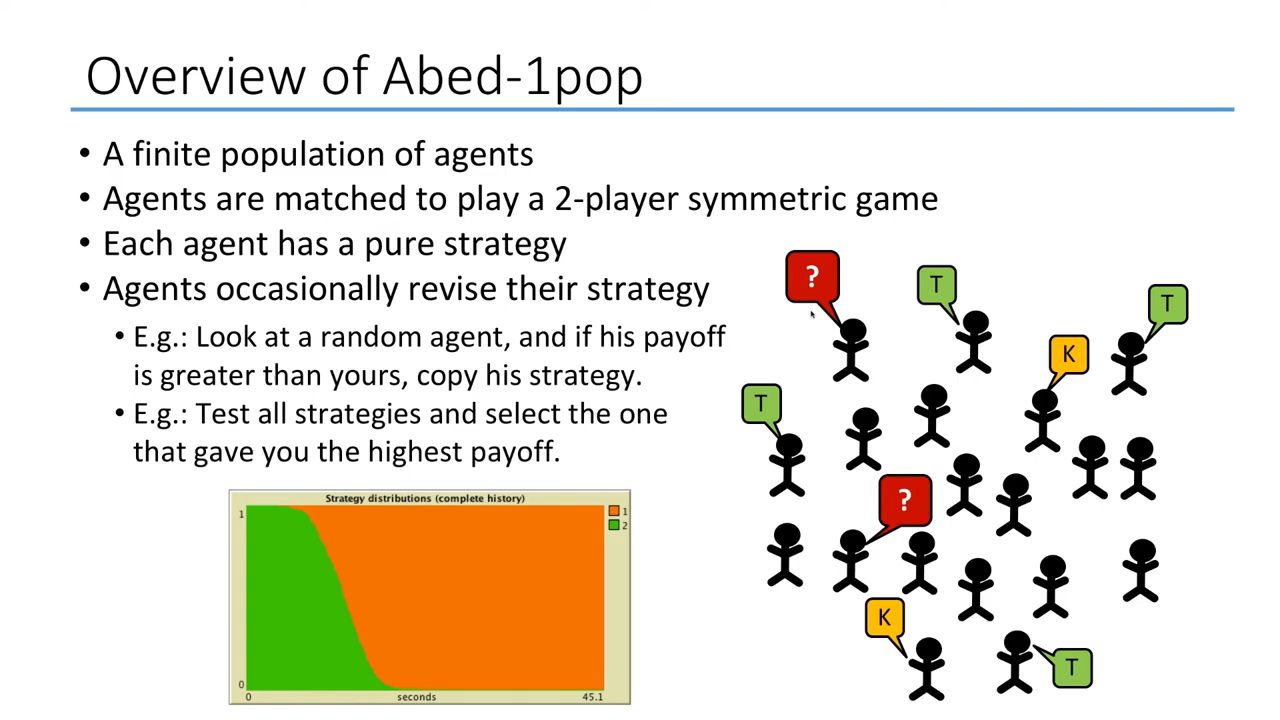 Overview of Abed-1pop
• A finite population of agents
• Agents are matched to play a 2-player symmetric game
• Each agent has a pure strategy
• Agents occasionally revise their strategy
• E.g.: Look at a random agent, and if his payoff
is greater than yours, copy his strategy.
• E.g.: Test all strategies and select the one
that gave you the highest payoff.
Strategy distributions (complete history)
1
0
0
seconds
45.1
1
2
?
T
T
K
T
?
K
T